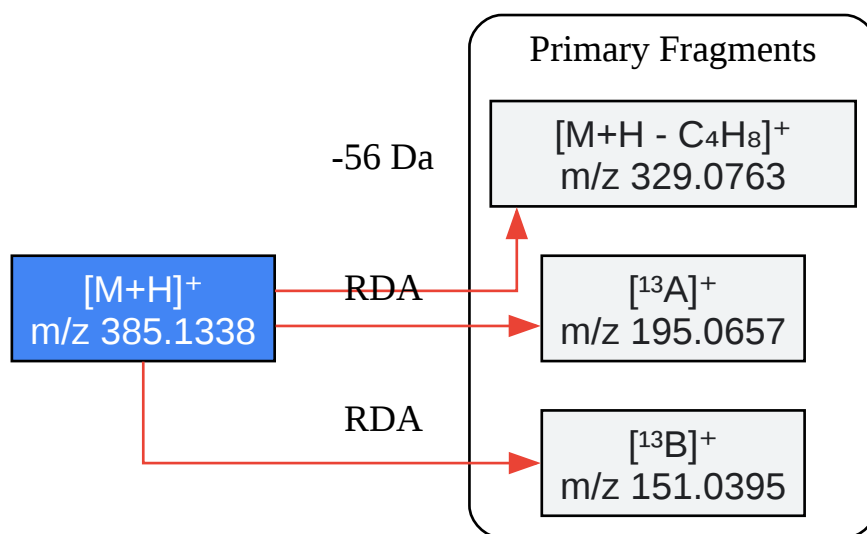 Primary Fragments
[M+H - C₄H₈]⁺
m/z 329.0763
-56 Da
[M+H]⁺
m/z 385.1338
RDA
[¹³A]⁺
m/z 195.0657
RDA
[¹³B]⁺
m/z 151.0395